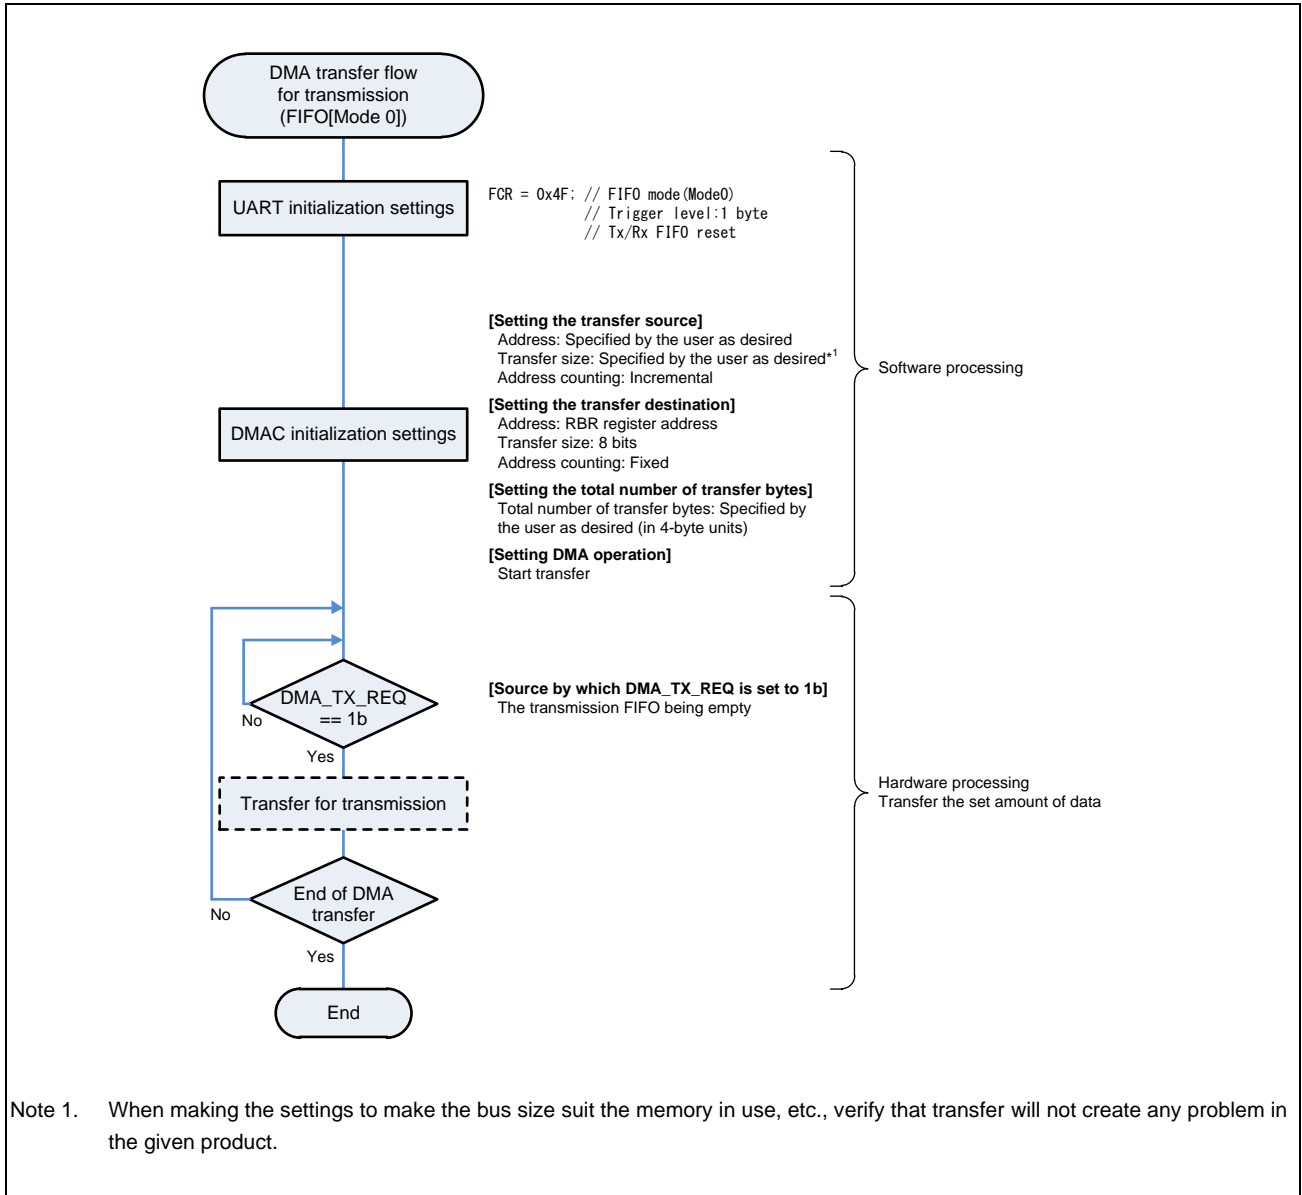 DMA transfer flow
for transmission
(FIFO[Mode 0])
UART initialization settings
FCR = 0x4F; // FIFO mode(Mode0)
// Trigger level:1 byte
// Tx/Rx FIFO reset
[Setting the transfer source]
Address: Specified by the user as desired
Transfer size: Specified by the user as desired*1
Address counting: Incremental
Software processing
DMAC initialization settings
[Setting the transfer destination]
Address: RBR register address
Transfer size: 8 bits
Address counting: Fixed
[Setting the total number of transfer bytes]
Total number of transfer bytes: Specified by
the user as desired (in 4-byte units)
[Setting DMA operation]
Start transfer
DMA_TX_REQ
== 1b
No
Yes
[Source by which DMA_TX_REQ is set to 1b]
The transmission FIFO being empty
Transfer for transmission
Hardware processing
Transfer the set amount of data
End of DMA
transfer
No
Yes
End
Note 1. When making the settings to make the bus size suit the memory in use, etc., verify that transfer will not create any problem in
the given product.